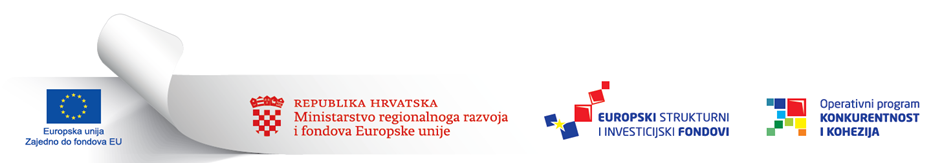 Europska unija
Zajedno do fondova EU
REPUBLIKA HRVATSKA
Ministarstvo regionalnoga razvoja
i fondova Europske unije
EUROPSKI STRUKTURNI
I INVESTICIJSKI FONDOVI
Operativni program
KONKURENTNOST
I KOHEZIJA